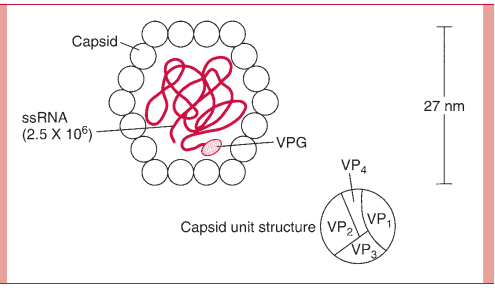 Capsid
ssRNA
(2.5 X 10⁶)
27 nm
VPG
VP₄
Capsid unit structure
VP₂
VP₁
VP₃